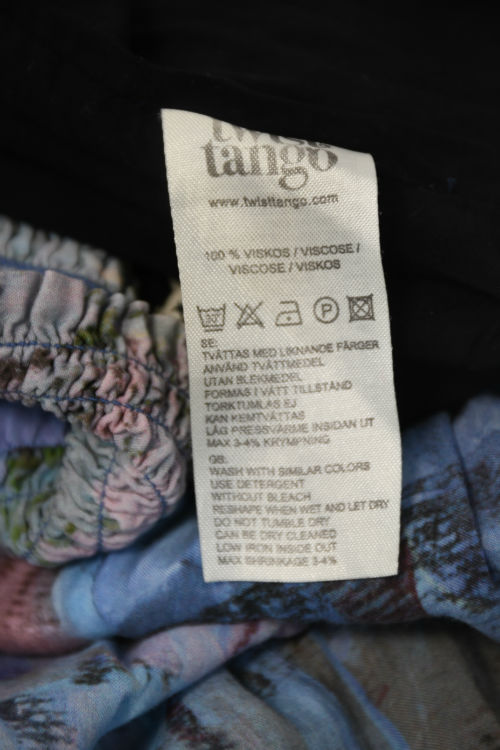 twist
tango
www.twisttango.com
100 % VISKOS / VISCOSE /
VISCOSE / VISKOS
30°
P
SE:
TVÄTTAS MED LIKNANDE FÄRGER
ANVÄND TVÄTTMEDEL
UTAN BLEKMEDEL
FORMAS I VÅTT TILLSTÅND
TORKTUMLAS EJ
KAN KEMTVÄTTAS
LÅG PRESSVÄRME INSIDAN UT
MAX 3-4% KRYMPNING
GB:
WASH WITH SIMILAR COLORS
USE DETERGENT
WITHOUT BLEACH
RESHAPE WHEN WET AND LET DRY
DO NOT TUMBLE DRY
CAN BE DRY CLEANED
LOW IRON INSIDE OUT
MAX SHRINKAGE 3-4%